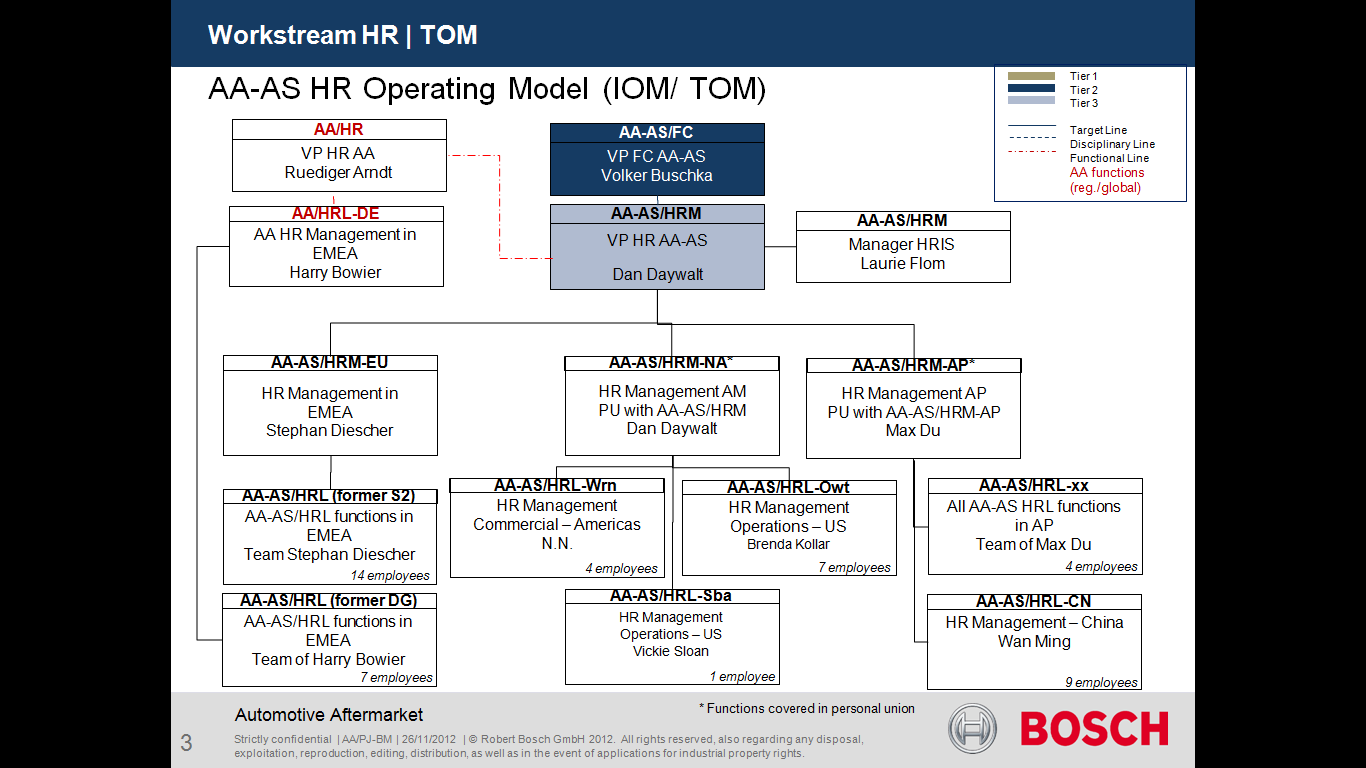 Workstream HR | TOM
AA-AS HR Operating Model (IOM/ TOM)
Tier 1
Tier 2
Tier 3
Target Line
Disciplinary Line
Functional Line
AA functions
(reg./global)
AA/HR
VP HR AA
Ruediger Arndt
AA-AS/FC
VP FC AA-AS
Volker Buschka
AA/HRL-DE
AA HR Management in
EMEA
Harry Bowier
AA-AS/HRM
VP HR AA-AS
Dan Daywalt
AA-AS/HRM
Manager HRIS
Laurie Flom
AA-AS/HRM-EU
HR Management in
EMEA
Stephan Diescher
AA-AS/HRM-NA*
HR Management AM
PU with AA-AS/HRM
Dan Daywalt
AA-AS/HRM-AP*
HR Management AP
PU with AA-AS/HRM-AP
Max Du
AA-AS/HRL (former S2)
AA-AS/HRL functions in
EMEA
Team Stephan Diescher
14 employees
AA-AS/HRL-Wrn
HR Management
Commercial – Americas
N.N.
4 employees
AA-AS/HRL-Owt
HR Management
Operations – US
Brenda Kollar
7 employees
AA-AS/HRL-xx
All AA-AS HRL functions
in AP
Team of Max Du
4 employees
AA-AS/HRL (former DG)
AA-AS/HRL functions in
EMEA
Team of Harry Bowier
7 employees
AA-AS/HRL-Sba
HR Management
Operations – US
Vickie Sloan
1 employee
AA-AS/HRL-CN
HR Management – China
Wan Ming
9 employees
* Functions covered in personal union
Automotive Aftermarket
3
Strictly confidential | AA/PJ-BM | 26/11/2012 | © Robert Bosch GmbH 2012. All rights reserved, also regarding any disposal,
exploitation, reproduction, editing, distribution, as well as in the event of applications for industrial property rights.
BOSCH